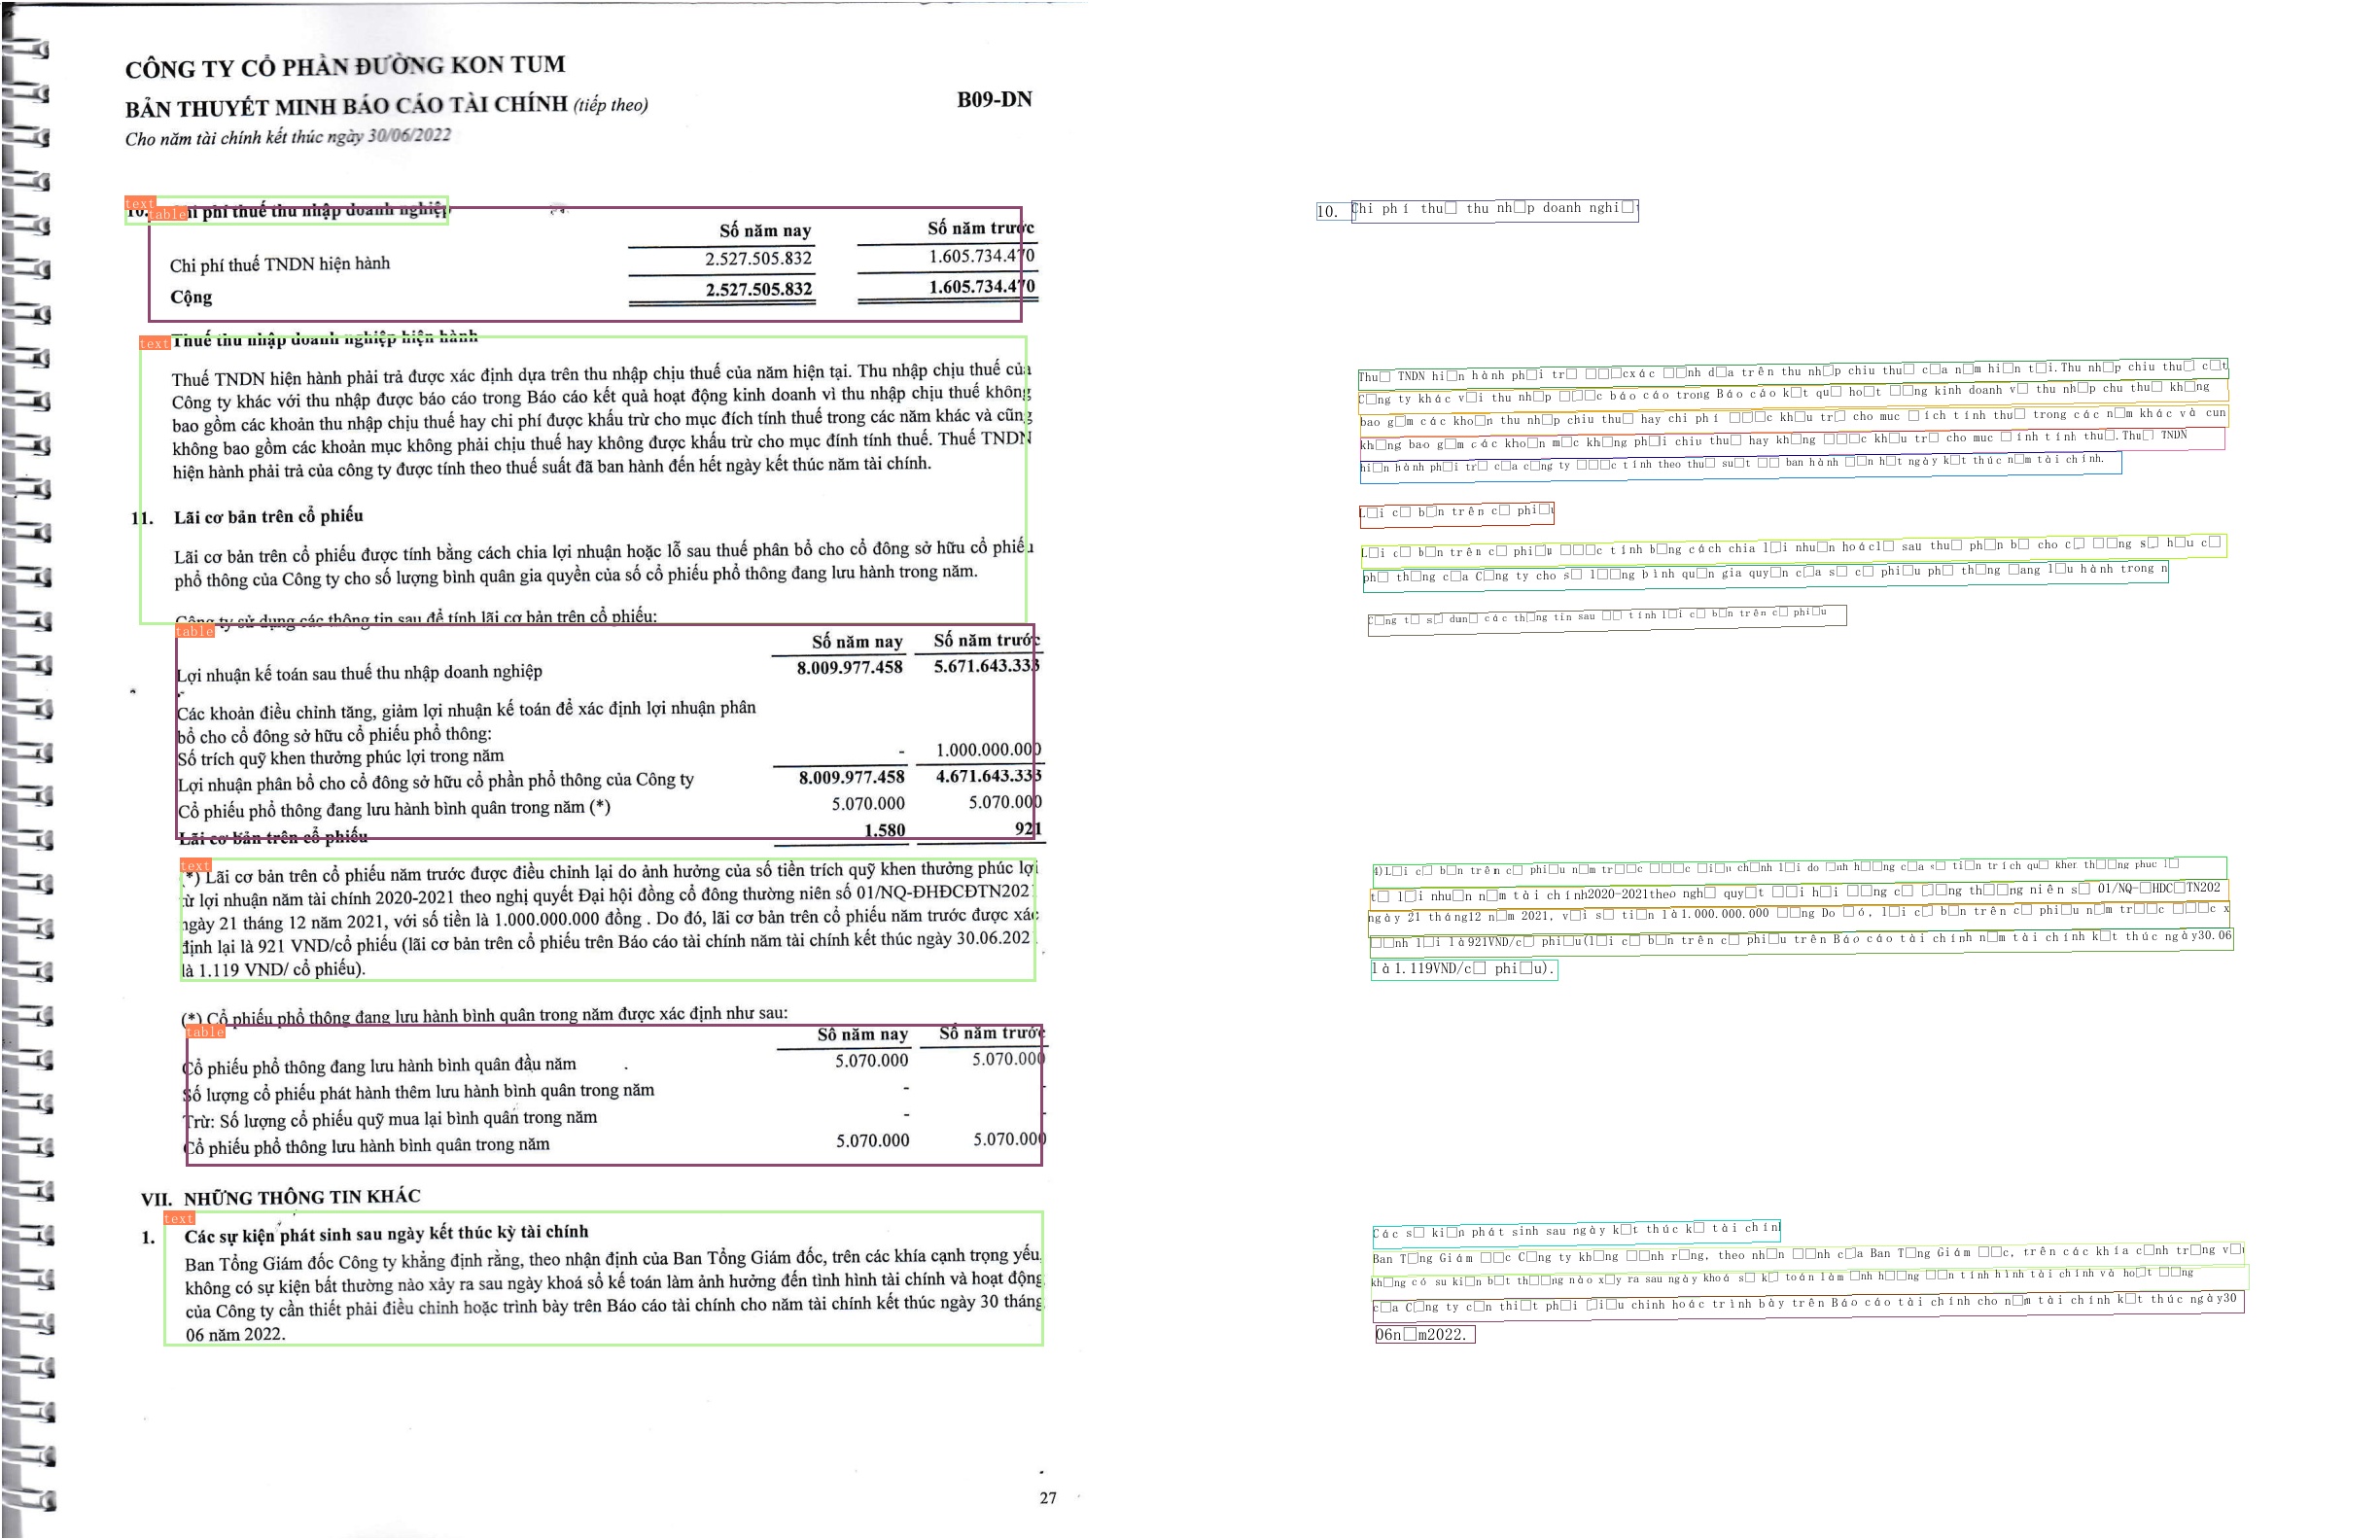 CÔNG TY CỔ PHẦN ĐƯỜNG KON TUM
BẢN THUYẾT MINH BÁO CÁO TÀI CHÍNH (tiếp theo)
B09-DN
Cho năm tài chính kết thúc ngày 30/06/2022
text
table
10. phí thuế thu nhập doanh nghiệp
Số năm nay Số năm trước
Chi phí thuế TNDN hiện hành 2.527.505.832 1.605.734.470
Cộng 2.527.505.832 1.605.734.470
text
Thuế thu nhập doanh nghiệp hiện hành
Thuế TNDN hiện hành phải trả được xác định dựa trên thu nhập chịu thuế của năm hiện tại. Thu nhập chịu thuế của
Công ty khác với thu nhập được báo cáo trong Báo cáo kết quả hoạt động kinh doanh vì thu nhập chịu thuế không
bao gồm các khoản thu nhập chịu thuế hay chi phí được khấu trừ cho mục đích tính thuế trong các năm khác và cũng
không bao gồm các khoản mục không phải chịu thuế hay không được khấu trừ cho mục đính tính thuế. Thuế TNDN
hiện hành phải trả của công ty được tính theo thuế suất đã ban hành đến hết ngày kết thúc năm tài chính.
11. Lãi cơ bản trên cổ phiếu
Lãi cơ bản trên cổ phiếu được tính bằng cách chia lợi nhuận hoặc lỗ sau thuế phân bổ cho cổ đông sở hữu cổ phiếu
phổ thông của Công ty cho số lượng bình quân gia quyền của số cổ phiếu phổ thông đang lưu hành trong năm.
Công ty sử dụng các thông tin sau để tính lãi cơ bản trên cổ phiếu:
table
Số năm nay Số năm trước
Lợi nhuận kế toán sau thuế thu nhập doanh nghiệp 8.009.977.458 5.671.643.333
Các khoản điều chỉnh tăng, giảm lợi nhuận kế toán để xác định lợi nhuận phân
bổ cho cổ đông sở hữu cổ phiếu phổ thông:
Số trích quỹ khen thưởng phúc lợi trong năm - 1.000.000.000
Lợi nhuận phân bổ cho cổ đông sở hữu cổ phần phổ thông của Công ty 8.009.977.458 4.671.643.333
Cổ phiếu phổ thông đang lưu hành bình quân trong năm (*) 5.070.000 5.070.000
Lãi cơ bản trên cổ phiếu 1.580 921
text
(*) Lãi cơ bản trên cổ phiếu năm trước được điều chỉnh lại do ảnh hưởng của số tiền trích quỹ khen thưởng phúc lợi
từ lợi nhuận năm tài chính 2020-2021 theo nghị quyết Đại hội đồng cổ đông thường niên số 01/NQ-ĐHĐCĐTN202
ngày 21 tháng 12 năm 2021, với số tiền là 1.000.000.000 đồng . Do đó, lãi cơ bản trên cổ phiếu năm trước được xác
định lại là 921 VND/cổ phiếu (lãi cơ bản trên cổ phiếu trên Báo cáo tài chính năm tài chính kết thúc ngày 30.06.202
là 1.119 VND/ cổ phiếu).
(*) Cổ phiếu phổ thông đang lưu hành bình quân trong năm được xác định như sau:
table
Số năm nay Số năm trước
Cổ phiếu phổ thông đang lưu hành bình quân đầu năm 5.070.000 5.070.000
Số lượng cổ phiếu phát hành thêm lưu hành bình quân trong năm - -
Trừ: Số lượng cổ phiếu quỹ mua lại bình quân trong năm - -
Cổ phiếu phổ thông lưu hành bình quân trong năm 5.070.000 5.070.000
VII. NHỮNG THÔNG TIN KHÁC
text
1. Các sự kiện phát sinh sau ngày kết thúc kỳ tài chính
Ban Tổng Giám đốc Công ty khẳng định rằng, theo nhận định của Ban Tổng Giám đốc, trên các khía cạnh trọng yếu,
không có sự kiện bất thường nào xảy ra sau ngày khoá sổ kế toán làm ảnh hưởng đến tình hình tài chính và hoạt động
của Công ty cần thiết phải điều chỉnh hoặc trình bày trên Báo cáo tài chính cho năm tài chính kết thúc ngày 30 tháng
06 năm 2022.
27
10. Chi phí thu□ thu nh□p doanh nghi□
Thu□ TNDN hi□n hành ph□i tr□ □□□cxác □□nh d□a trên thu nh□p chiu thu□ c□a n□m hi□n t□i.Thu nh□p chiu thu□
C□ng ty khác v□i thu nh□p □□□c báo cáo trong Báo cáo k□t qu□ ho□t □□ng kinh doanh v□ thu nh□p chu thu□ kh□ng
bao g□m các kho□n thu nh□p chiu thu□ hay chi phí □□□c kh□u tr□ cho muc □ích tính thu□ trong các n□m khác và cun
kh□ng bao g□m các kho□n m□c kh□ng ph□i chiu thu□ hay kh□ng □□□c kh□u tr□ cho muc □ính tính thu□.Thu□ TNDN
hi□n hành ph□i tr□ c□a c□ng ty □□□c tính theo thu□ su□t □□ ban hành □□n h□t ngày k□t thúc n□m tài chính.
L□i c□ b□n trên c□ phi□u
L□i c□ b□n trên c□ phi□u □□□c tính b□ng cách chia l□i nhu□n hoácl□ sau thu□ ph□n b□ cho c□ □□ng s□ h□u c□
ph□ th□ng c□a C□ng ty cho s□ l□□ng bình qu□n gia quy□n c□a s□ c□ phi□u ph□ th□ng □ang l□u hành trong n
C□ng t□ s□ dung các th□ng tin sau □□ tính l□i c□ b□n trên c□ phi□u
4)L□i c□ b□n trên c□ phi□u n□m tr□□c □□□c □i□u ch□nh l□i do □nh h□□ng c□a s□ ti□n trích qu□ kher th□□ng phuc l□
t□ l□i nhu□n n□m tài chính2020-2021theo ngh□ quy□t □□i h□i □□ng c□ □□ng th□□ng niên s□ 01/NQ-□HDC□TN202
ngày 21 tháng12 n□m 2021, v□i s□ ti□n là1.000.000.000 □□ng Do □ó, l□i c□ b□n trên c□ phi□u n□m tr□□c □□□c x
□□nh l□i là921VND/c□ phi□u(l□i c□ b□n trên c□ phi□u trên Báo cáo tài chính n□m tài chính k□t thúc ngày30.06
là1.119VND/c□ phi□u).
Các s□ ki□n phát sinh sau ngày k□t thúc k□ tài chính
Ban T□ng Giám □□c C□ng ty kh□ng □□nh r□ng, theo nh□n □□nh c□a Ban T□ng Giám □□c, trên các khía c□nh tr□ng
kh□ng có su ki□n b□t th□□ng nào x□y ra sau ngày khoá s□ k□ toán làm □nh h□□ng □□n tình hình tài chính và ho□t □□ng
c□a C□ng ty c□n thi□t ph□i □i□u chinh hoác trình bày trên Báo cáo tài chính cho n□m tài chính k□t thúc ngày30
06n□m2022.